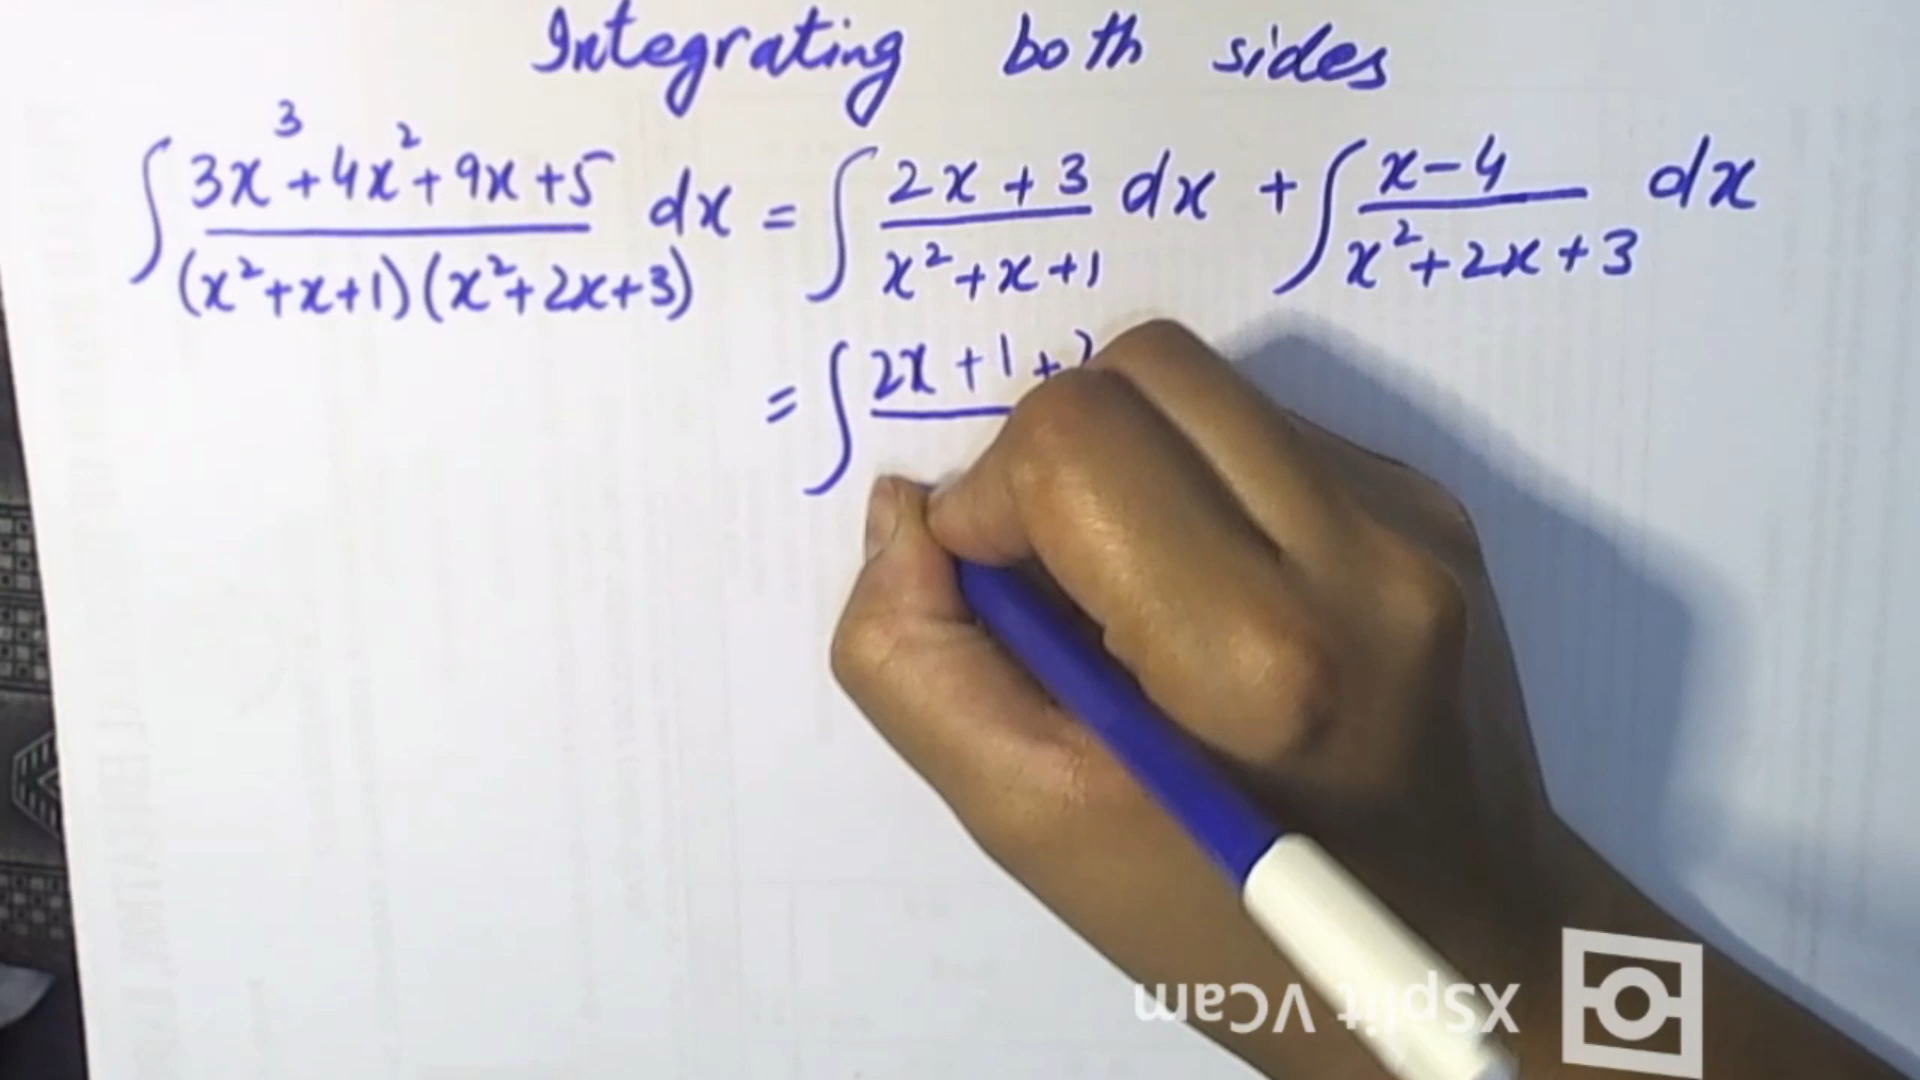 Integrating both sides
∫ 3x³+4x²+9x+5 / (x²+x+1)(x²+2x+3) dx = ∫ 2x+3 / x²+x+1 dx + ∫ x-4 / x²+2x+3 dx
= ∫ 2x+1+2
XSplit VCam